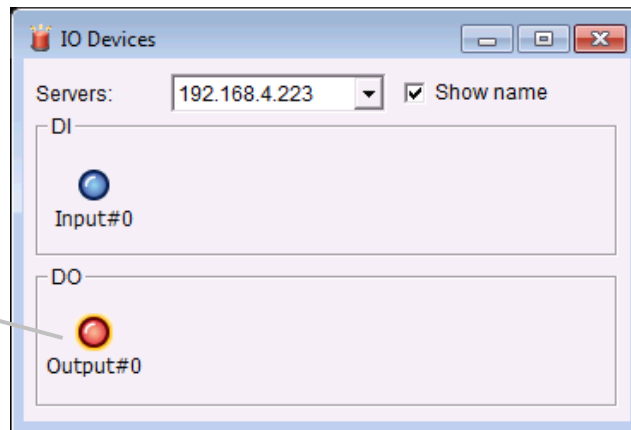 IO Devices
Servers: 192.168.4.223 Show name
DI
Input#0
DO
Output#0